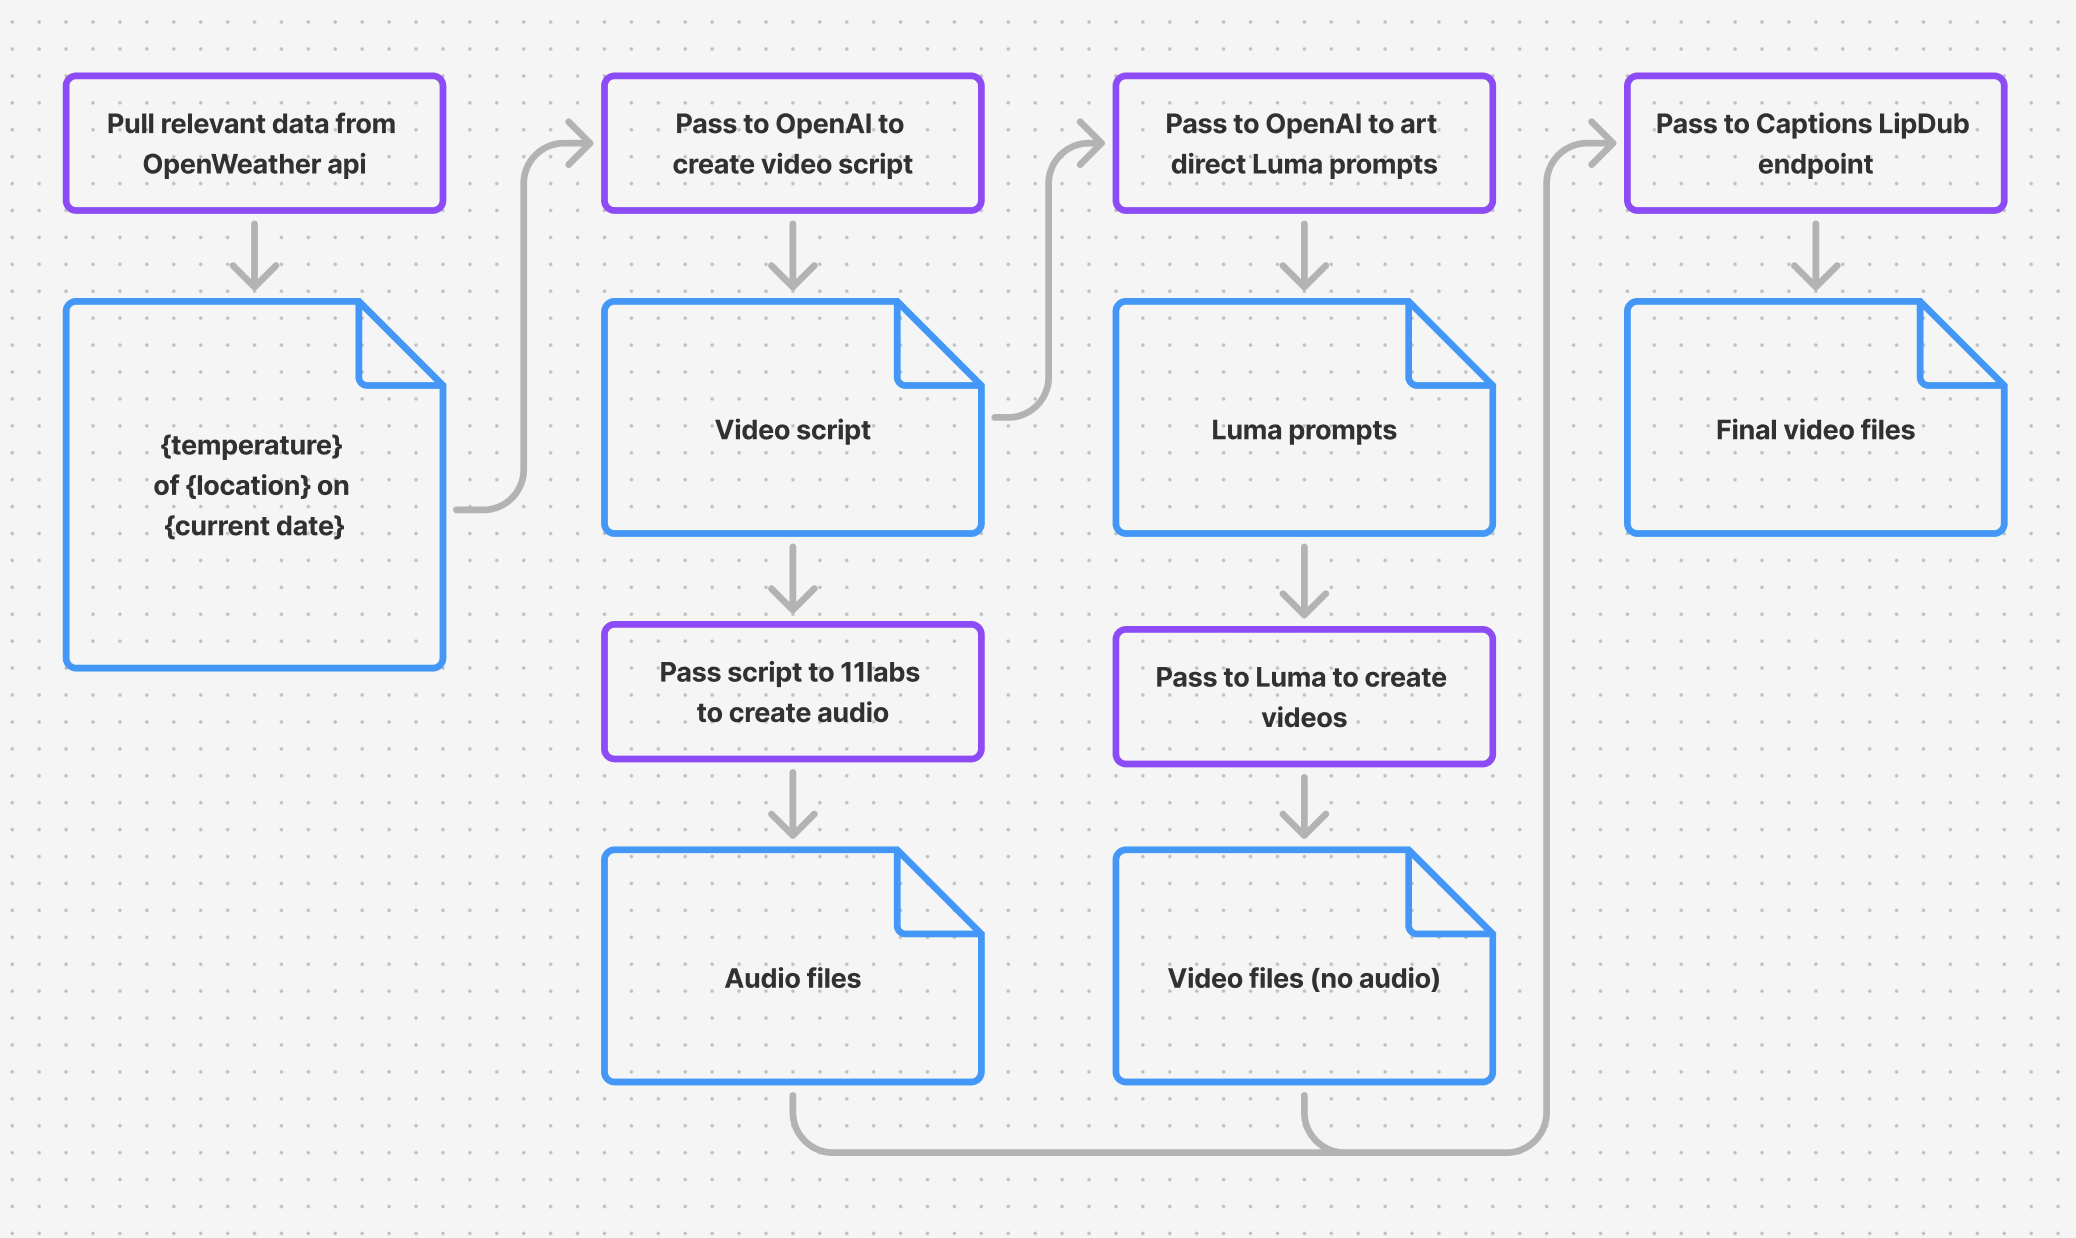 Pull relevant data from
OpenWeather api
{temperature}
of {location} on
{current date}
Pass to OpenAI to
create video script
Video script
Pass script to 11labs
to create audio
Audio files
Pass to OpenAI to art
direct Luma prompts
Luma prompts
Pass to Luma to create
videos
Video files (no audio)
Pass to Captions LipDub
endpoint
Final video files